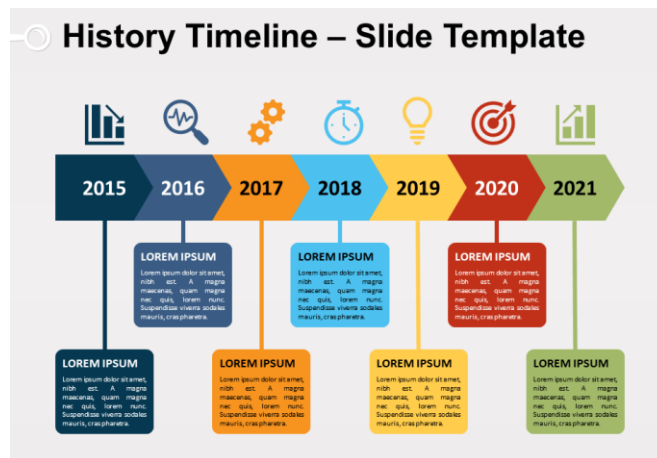 History Timeline – Slide Template
2015 2016 2017 2018 2019 2020 2021
LOREM IPSUM
Lorem ipsum dolor sit amet,
nibh est. A magna
maecenas, quam magna
nec quis, lorem nunc.
Suspendisse viverra sodales
mauris, cras pharetra.
LOREM IPSUM
Lorem ipsum dolor sit amet,
nibh est. A magna
maecenas, quam magna
nec quis, lorem nunc.
Suspendisse viverra sodales
mauris, cras pharetra.
LOREM IPSUM
Lorem ipsum dolor sit amet,
nibh est. A magna
maecenas, quam magna
nec quis, lorem nunc.
Suspendisse viverra sodales
mauris, cras pharetra.
LOREM IPSUM
Lorem ipsum dolor sit amet,
nibh est. A magna
maecenas, quam magna
nec quis, lorem nunc.
Suspendisse viverra sodales
mauris, cras pharetra.
LOREM IPSUM
Lorem ipsum dolor sit amet,
nibh est. A magna
maecenas, quam magna
nec quis, lorem nunc.
Suspendisse viverra sodales
mauris, cras pharetra.
LOREM IPSUM
Lorem ipsum dolor sit amet,
nibh est. A magna
maecenas, quam magna
nec quis, lorem nunc.
Suspendisse viverra sodales
mauris, cras pharetra.
LOREM IPSUM
Lorem ipsum dolor sit amet,
nibh est. A magna
maecenas, quam magna
nec quis, lorem nunc.
Suspendisse viverra sodales
mauris, cras pharetra.